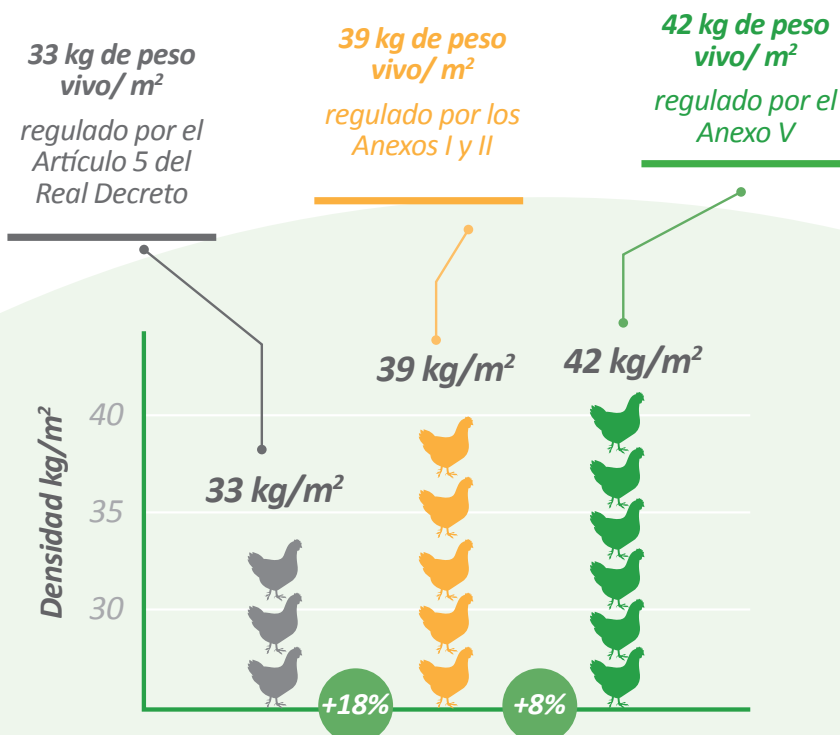 33 kg de peso
vivo/ m²
regulado por el
Artículo 5 del
Real Decreto
39 kg de peso
vivo/ m²
regulado por los
Anexos I y II
42 kg de peso
vivo/ m²
regulado por el
Anexo V
Densidad kg/m²
40
35
30
33 kg/m²
39 kg/m²
42 kg/m²
+18%
+8%